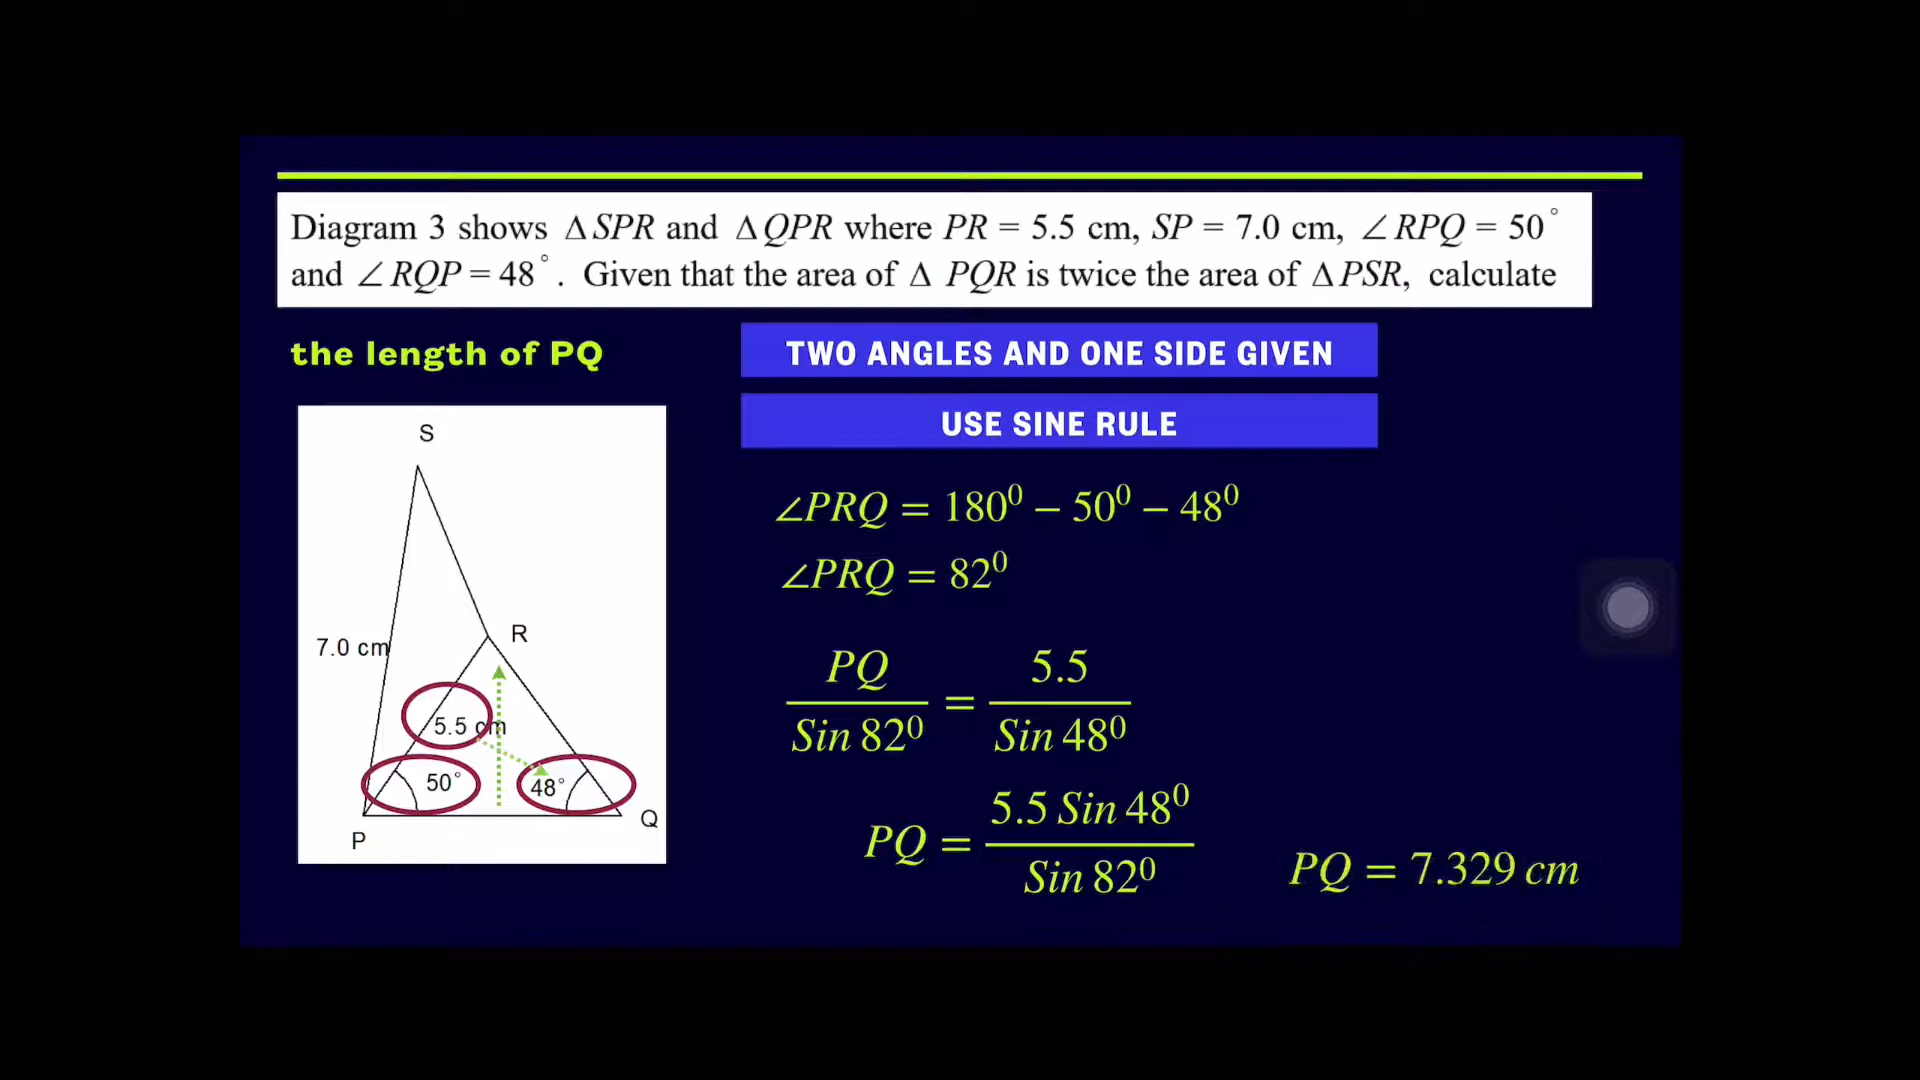 Diagram 3 shows Δ SPR and Δ QPR where PR = 5.5 cm, SP = 7.0 cm, ∠RPQ = 50°
and ∠RQP = 48°. Given that the area of Δ PQR is twice the area of Δ PSR, calculate
the length of PQ
TWO ANGLES AND ONE SIDE GIVEN
USE SINE RULE
S
7.0 cm
R
5.5 cm
50°
48°
P
Q
∠PRQ = 180⁰ – 50⁰ – 48⁰
∠PRQ = 82⁰
PQ / Sin 82⁰ = 5.5 / Sin 48⁰
PQ = 5.5 Sin 48⁰ / Sin 82⁰
PQ = 7.329 cm